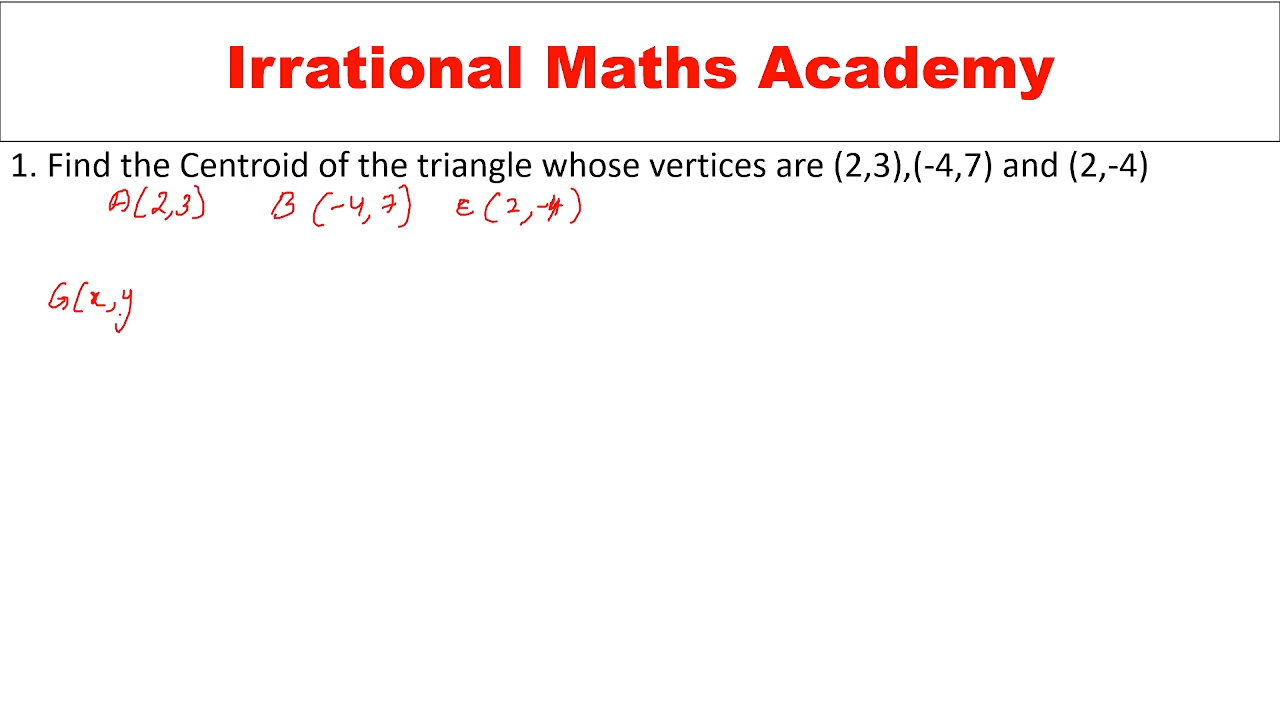 Irrational Maths Academy
1. Find the Centroid of the triangle whose vertices are (2,3),(-4,7) and (2,-4)
A(2,3) B (-4,7) C (2,-4)
G(x,y